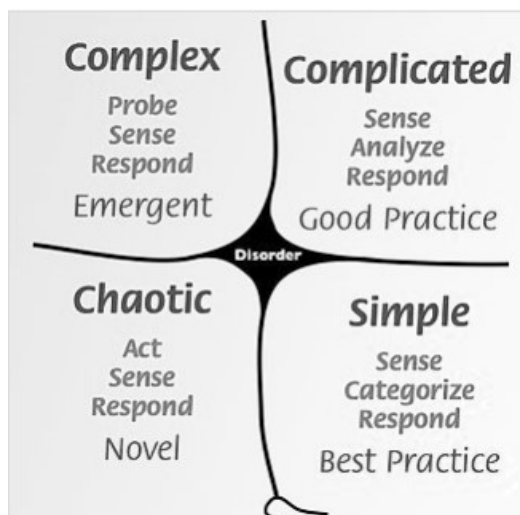 Complex
Probe
Sense
Respond
Emergent
Complicated
Sense
Analyze
Respond
Good Practice
Disorder
Chaotic
Act
Sense
Respond
Novel
Simple
Sense
Categorize
Respond
Best Practice